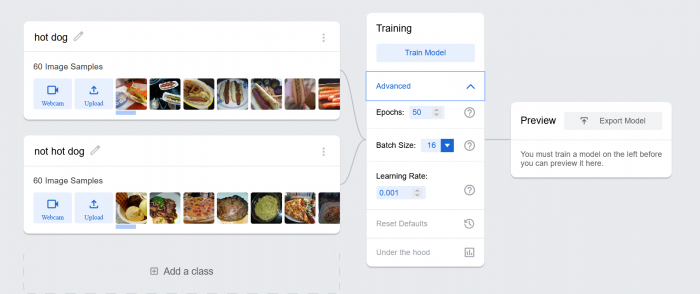 hot dog
60 Image Samples
Webcam
Upload
not hot dog
60 Image Samples
Webcam
Upload
Add a class
Training
Train Model
Advanced
Epochs: 50
Batch Size: 16
Learning Rate:
0.001
Reset Defaults
Under the hood
Preview
Export Model
You must train a model on the left before
you can preview it here.